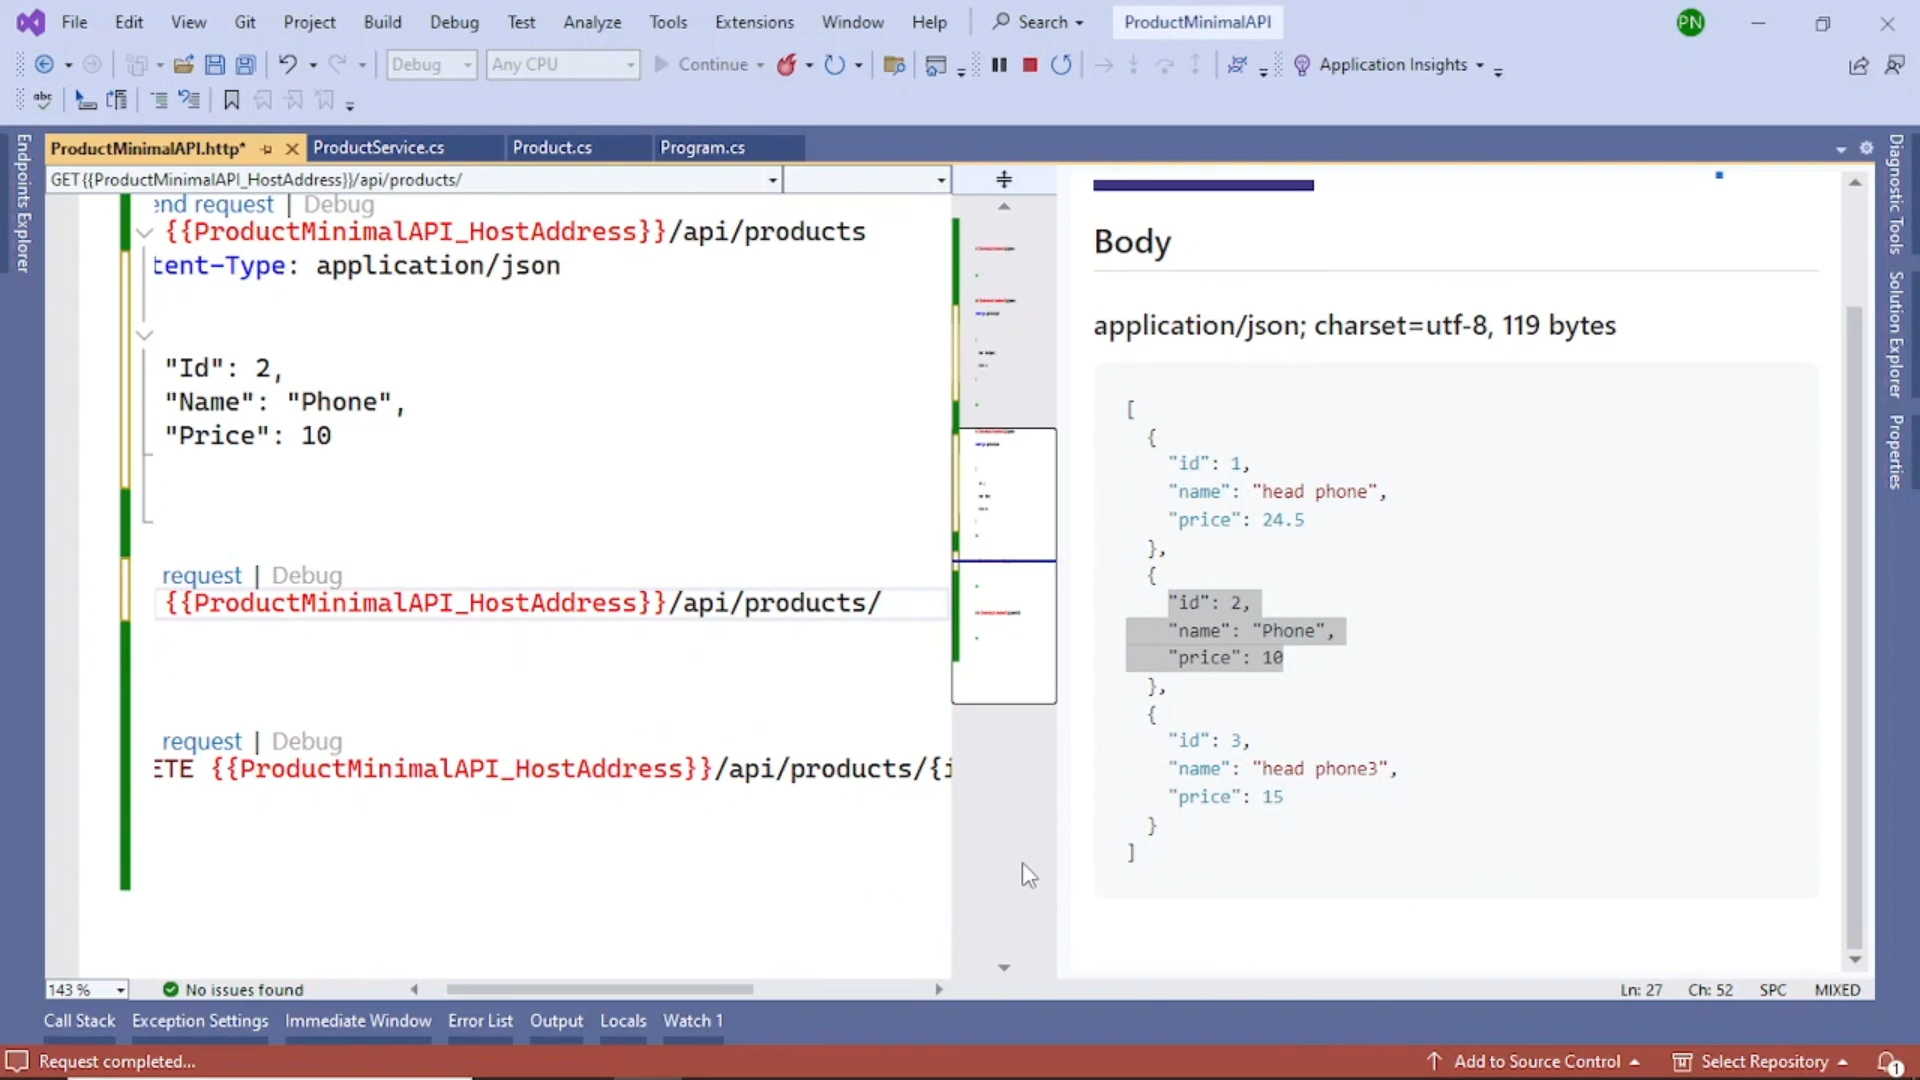 File Edit View Git Project Build Debug Test Analyze Tools Extensions Window Help Search ProductMinimalAPI PN
Debug Any CPU Continue Application Insights
abc
ProductMinimalAPI.http* ProductService.cs Product.cs Program.cs
GET{{ProductMinimalAPI_HostAddress}}/api/products/
end request | Debug
{{ProductMinimalAPI_HostAddress}}/api/products
tent-Type: application/json
"Id": 2,
"Name": "Phone",
"Price": 10
request | Debug
{{ProductMinimalAPI_HostAddress}}/api/products/
request | Debug
ETE {{ProductMinimalAPI_HostAddress}}/api/products/{i
Body
application/json; charset=utf-8, 119 bytes
[
{
"id": 1,
"name": "head phone",
"price": 24.5
},
{
"id": 2,
"name": "Phone",
"price": 10
},
{
"id": 3,
"name": "head phone3",
"price": 15
}
]
Endpoints Explorer
Diagnostic Tools
Solution Explorer
Properties
143 % No issues found Ln: 27 Ch: 52 SPC MIXED
Call Stack Exception Settings Immediate Window Error List Output Locals Watch 1
Request completed... Add to Source Control Select Repository 1